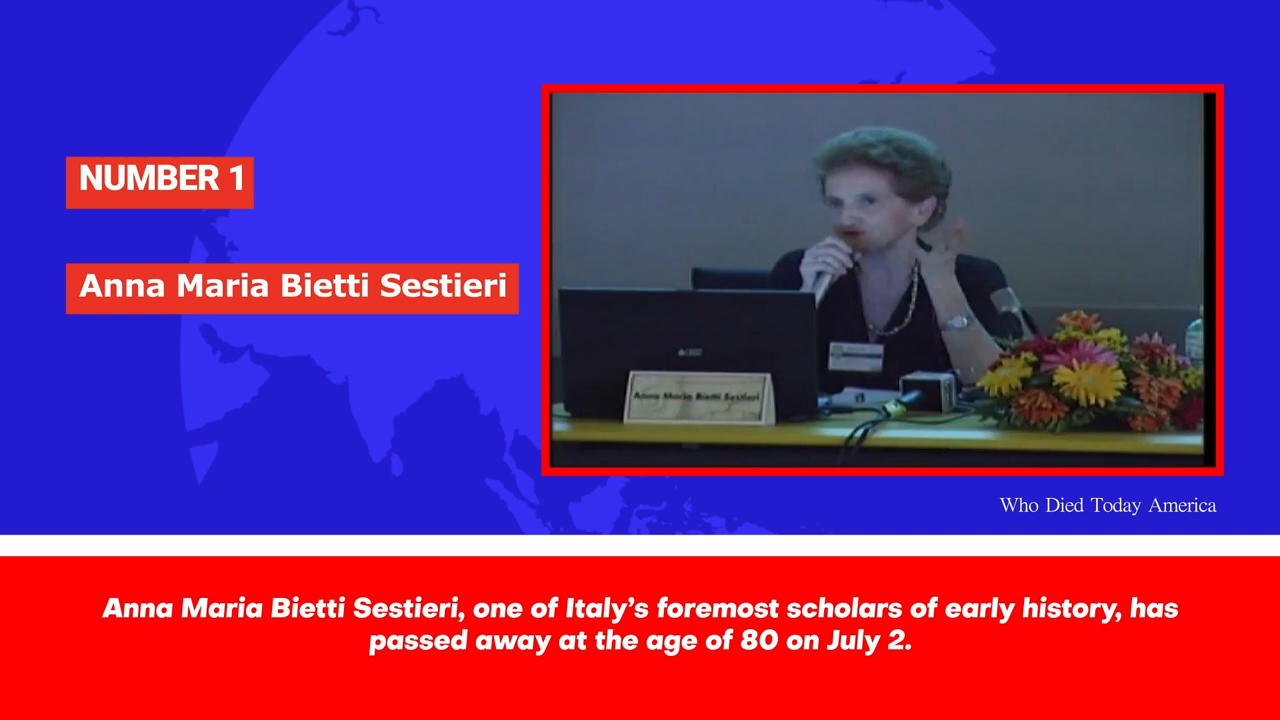 NUMBER 1
Anna Maria Bietti Sestieri
Anna Maria Bietti Sestieri
Who Died Today America
Anna Maria Bietti Sestieri, one of Italy's foremost scholars of early history, has
passed away at the age of 80 on July 2.